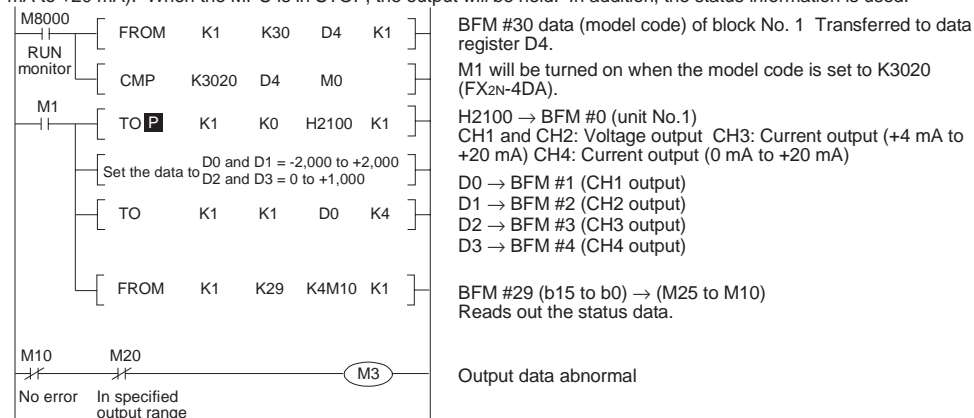 mA to +20 mA). When the MPU is in STOP, the output will be held. In addition, the status information is used.
M8000
RUN
monitor
FROM K1 K30 D4 K1
BFM #30 data (model code) of block No. 1 Transferred to data
register D4.
CMP K3020 D4 M0
M1 will be turned on when the model code is set to K3020
(FX2N-4DA).
M1
TO P K1 K0 H2100 K1
H2100 → BFM #0 (unit No.1)
CH1 and CH2: Voltage output CH3: Current output (+4 mA to
+20 mA) CH4: Current output (0 mA to +20 mA)
Set the data to D0 and D1 = -2,000 to +2,000
D2 and D3 = 0 to +1,000
D0 → BFM #1 (CH1 output)
D1 → BFM #2 (CH2 output)
D2 → BFM #3 (CH3 output)
D3 → BFM #4 (CH4 output)
TO K1 K1 D0 K4
FROM K1 K29 K4M10 K1
BFM #29 (b15 to b0) → (M25 to M10)
Reads out the status data.
M10 M20
M3
Output data abnormal
No error In specified
output range